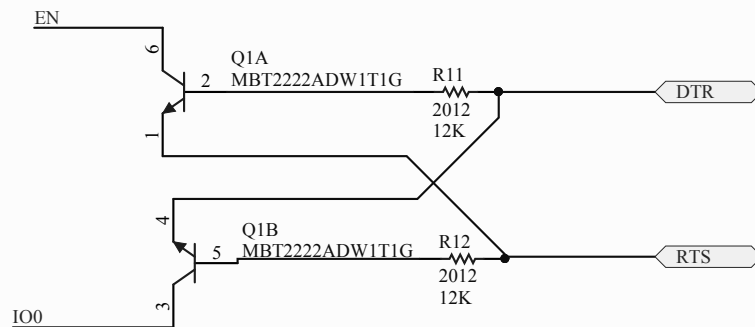 EN
6
Q1A
MBT2222ADW1T1G
2
R11
2012
12K
DTR
1
4
Q1B
MBT2222ADW1T1G
5
R12
2012
12K
RTS
3
IO0